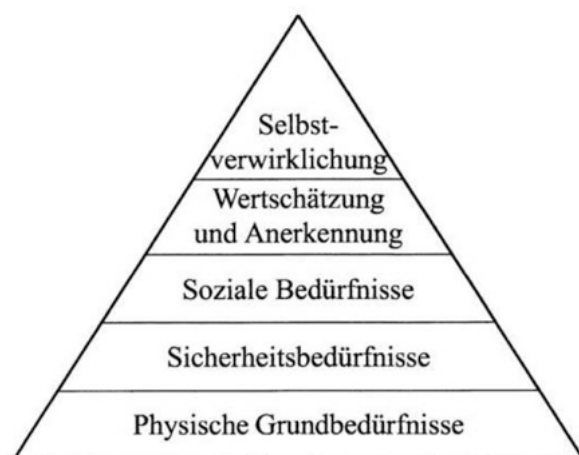 Selbst-
verwirklichung
Wertschätzung
und Anerkennung
Soziale Bedürfnisse
Sicherheitsbedürfnisse
Physische Grundbedürfnisse